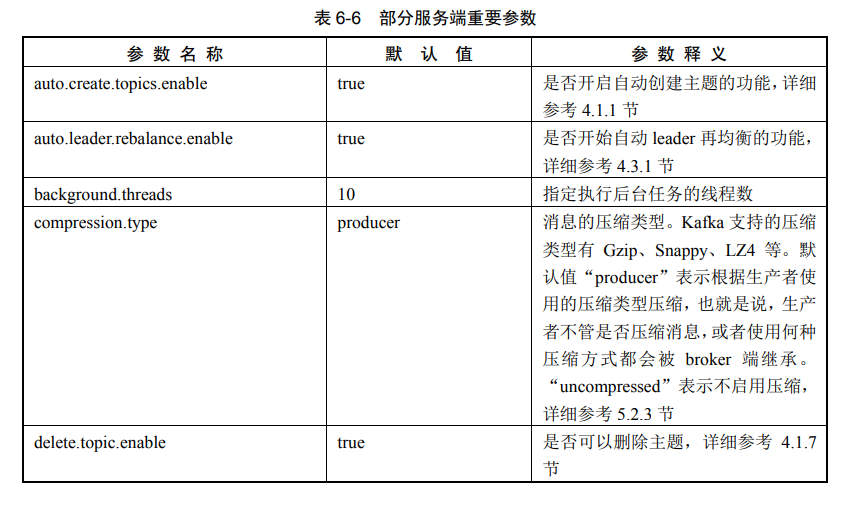 表 6-6 部分服务端重要参数
参 数 名 称 默 认 值 参 数 释 义
auto.create.topics.enable true 是否开启自动创建主题的功能，详细
参考 4.1.1 节
auto.leader.rebalance.enable true 是否开始自动 leader 再均衡的功能，
详细参考 4.3.1 节
background.threads 10 指定执行后台任务的线程数
compression.type producer 消息的压缩类型。Kafka 支持的压缩
类型有 Gzip、Snappy、LZ4 等。默
认值“producer”表示根据生产者使
用的压缩类型压缩，也就是说，生产
者不管是否压缩消息，或者使用何种
压缩方式都会被 broker 端继承。
“uncompressed”表示不启用压缩，
详细参考 5.2.3 节
delete.topic.enable true 是否可以删除主题，详细参考 4.1.7
节